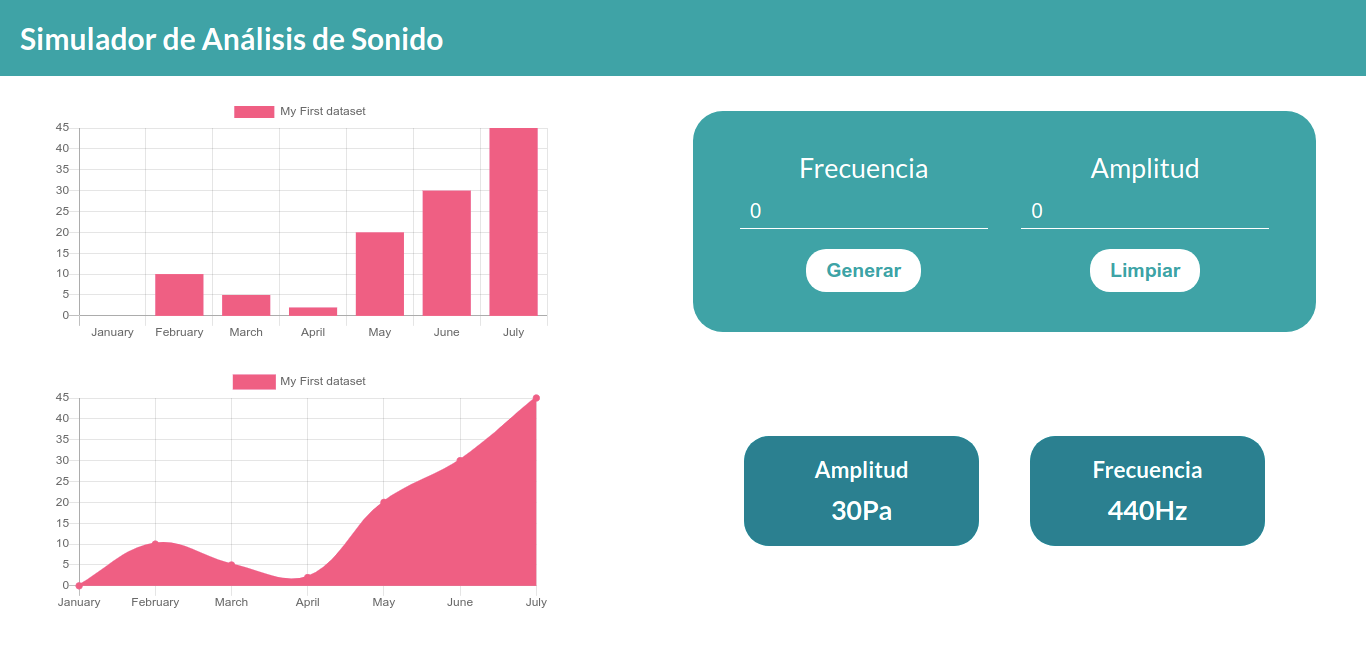 Simulador de Análisis de Sonido
My First dataset
45
40
35
30
25
20
15
10
5
0
January February March April May June July
My First dataset
45
40
35
30
25
20
15
10
5
0
January February March April May June July
Frecuencia Amplitud
0 0
Generar Limpiar
Amplitud
30Pa
Frecuencia
440Hz